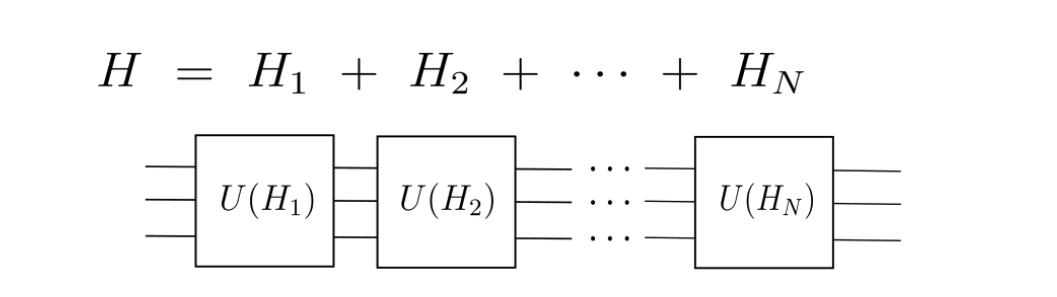 H = H₁ + H₂ + ⋯ + H_N
U(H₁) U(H₂) ⋯ U(H_N)
⋯
⋯